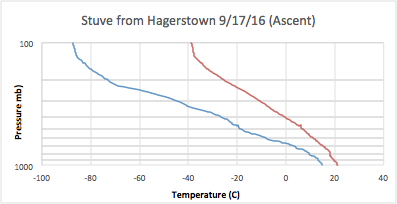 Stuve from Hagerstown 9/17/16 (Ascent)
100
Pressure mb)
1000
-100 -80 -60 -40 -20 0 20 40
Temperature (C)